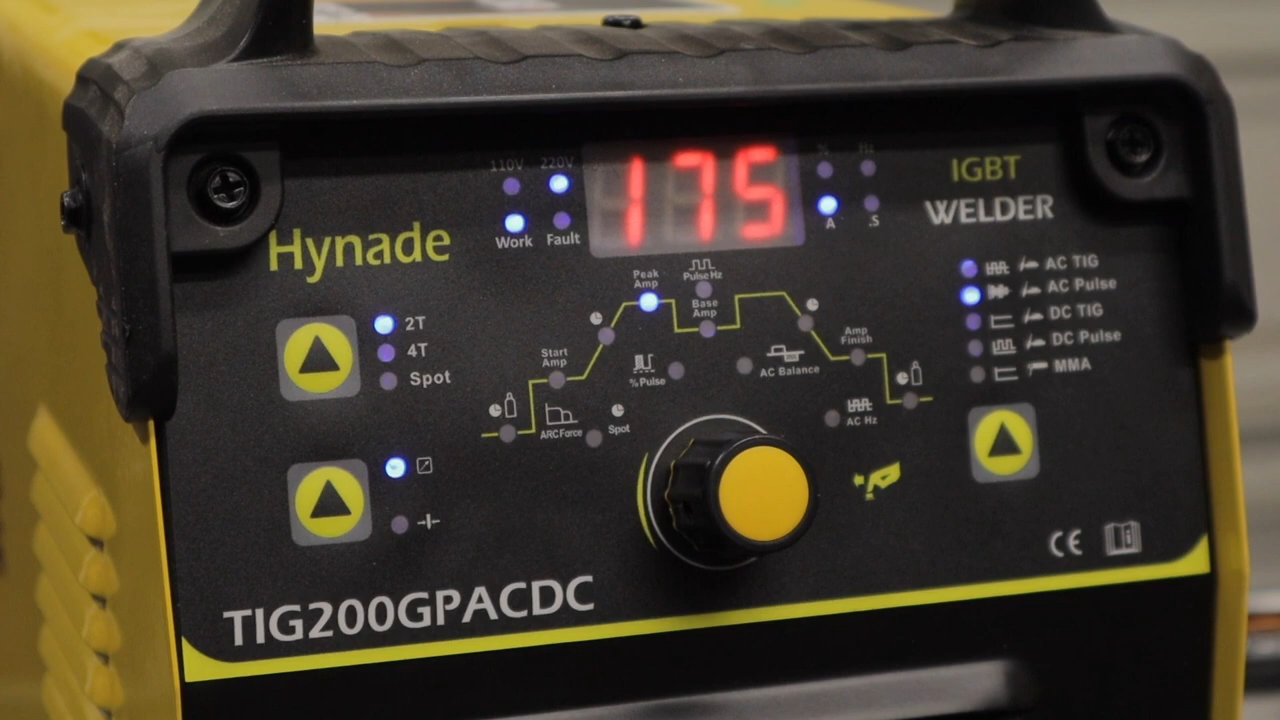 110V 220V
175
% Hz
Work Fault
A .S
Hynade
IGBT
WELDER
2T
4T
Spot
Peak
Amp
Pulse Hz
Base
Amp
Start
Amp
Amp
Finish
% Pulse
AC Balance
ARC Force
Spot
AC Hz
AC TIG
AC Pulse
DC TIG
DC Pulse
MMA
CE
TIG200GPACDC